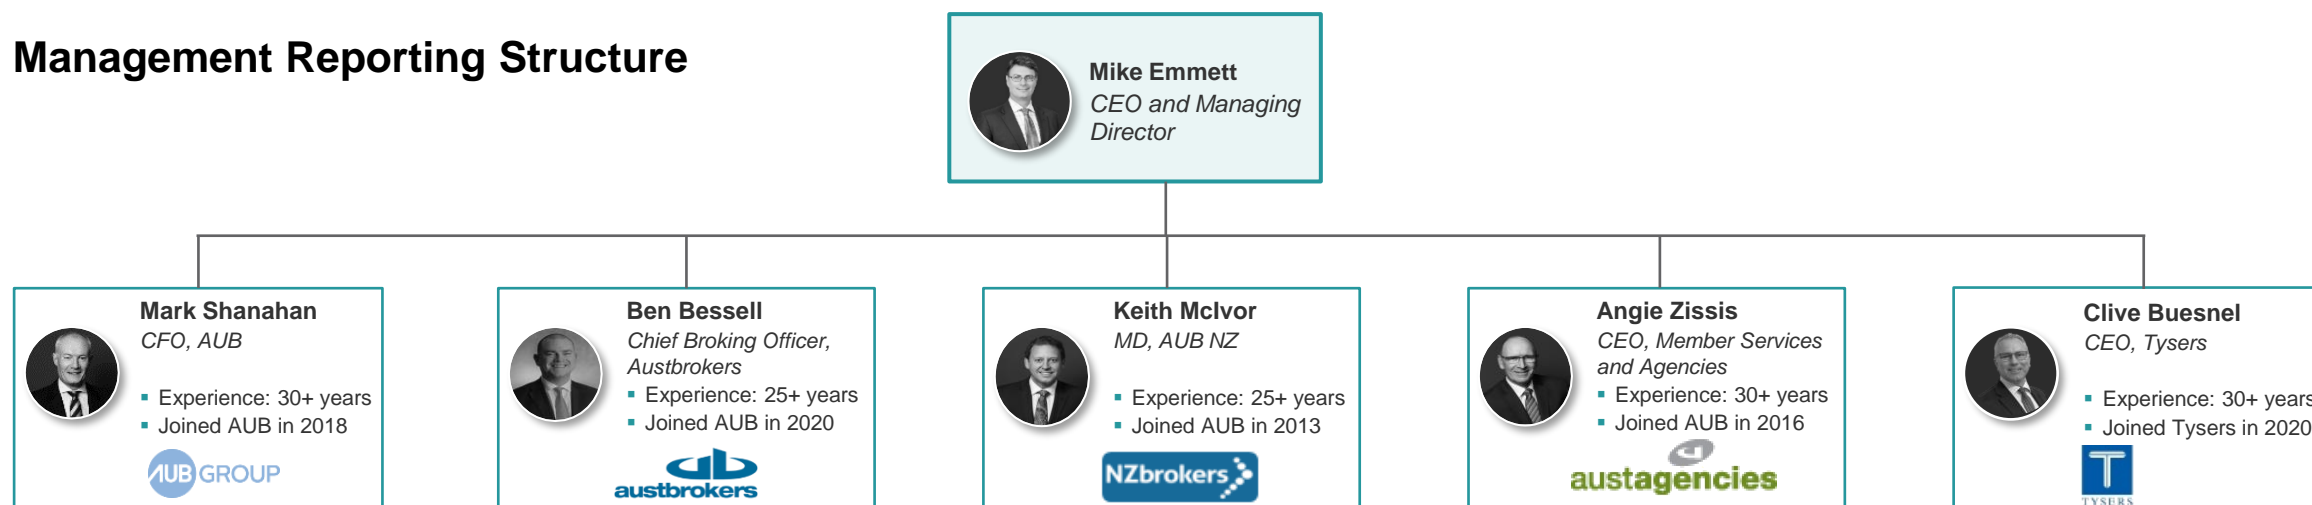 Management Reporting Structure
Mike Emmett
CEO and Managing
Director
Mark Shanahan
CFO, AUB
▪ Experience: 30+ years
▪ Joined AUB in 2018
AUB GROUP
Ben Bessell
Chief Broking Officer,
Austbrokers
▪ Experience: 25+ years
▪ Joined AUB in 2020
austbrokers
Keith McIvor
MD, AUB NZ
▪ Experience: 25+ years
▪ Joined AUB in 2013
NZbrokers
Angie Zissis
CEO, Member Services
and Agencies
▪ Experience: 30+ years
▪ Joined AUB in 2016
austagencies
Clive Buesnel
CEO, Tysers
▪ Experience: 30+ years
▪ Joined Tysers in 2020
T
TYSERS